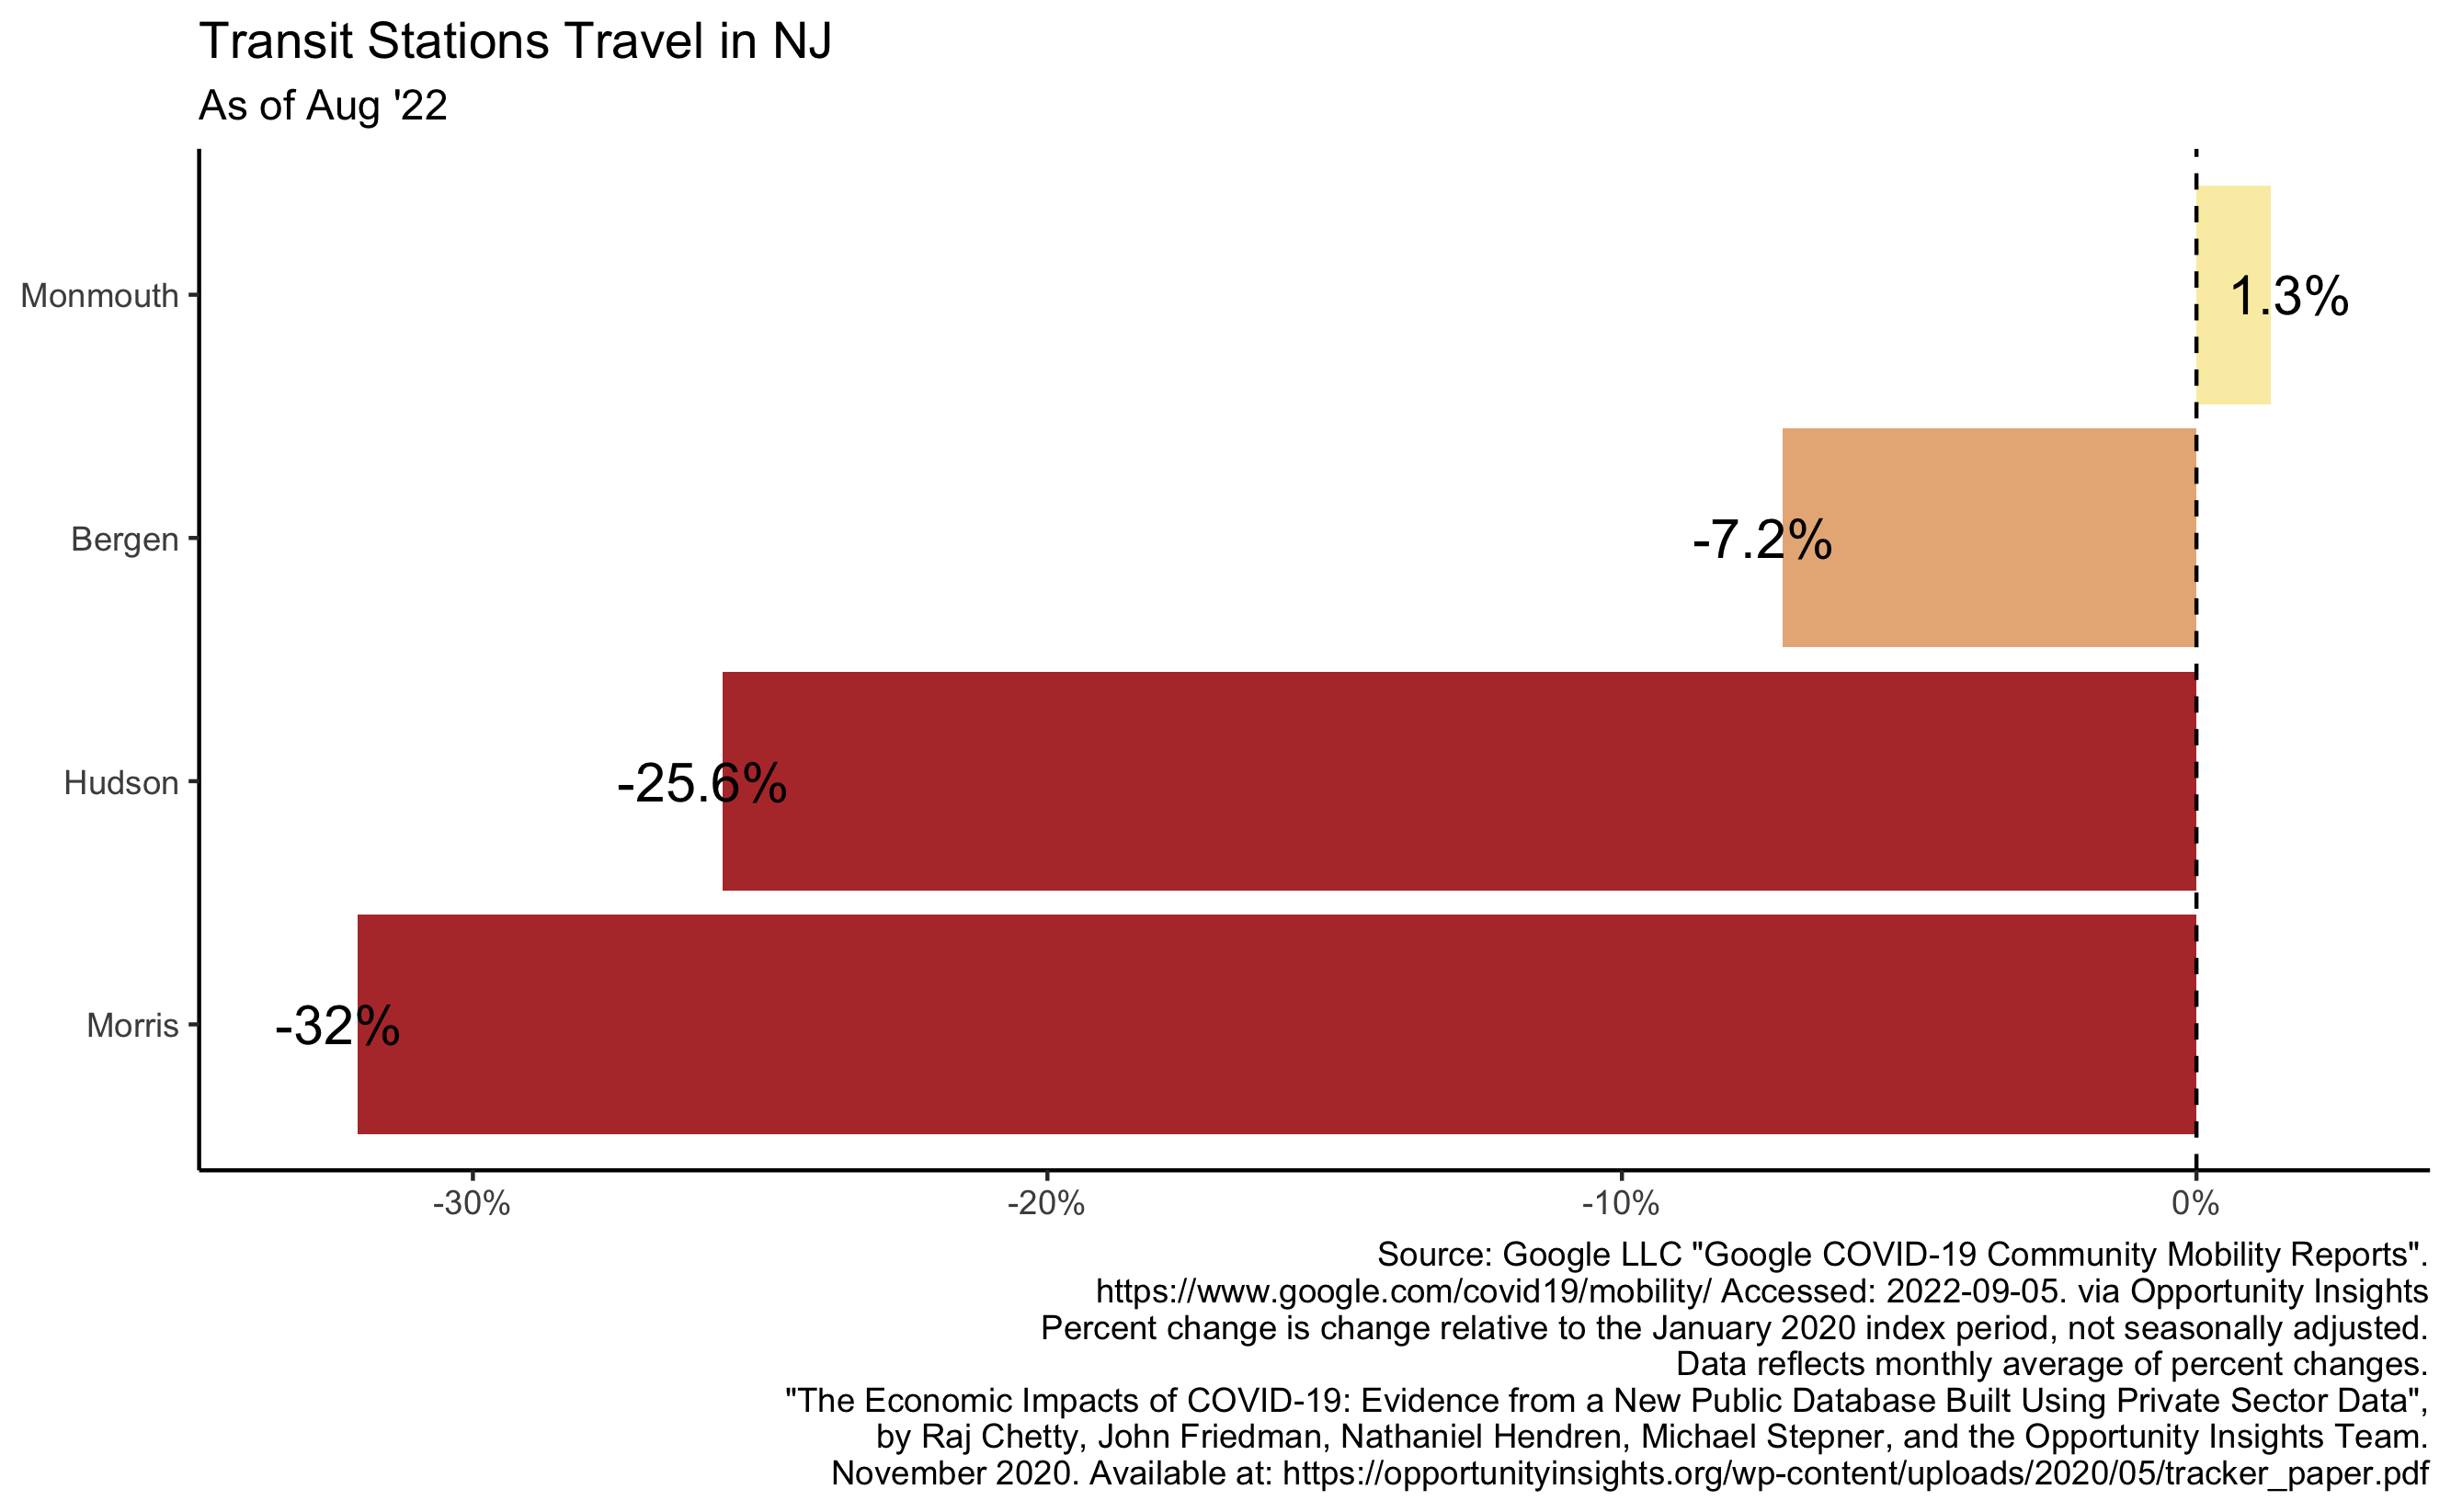 Transit Stations Travel in NJ
As of Aug '22
Monmouth
1.3%
Bergen
-7.2%
Hudson
-25.6%
Morris
-32%
-30%
-20%
-10%
0%
Source: Google LLC "Google COVID-19 Community Mobility Reports".
https://www.google.com/covid19/mobility/ Accessed: 2022-09-05. via Opportunity Insights
Percent change is change relative to the January 2020 index period, not seasonally adjusted.
Data reflects monthly average of percent changes.
"The Economic Impacts of COVID-19: Evidence from a New Public Database Built Using Private Sector Data",
by Raj Chetty, John Friedman, Nathaniel Hendren, Michael Stepner, and the Opportunity Insights Team.
November 2020. Available at: https://opportunityinsights.org/wp-content/uploads/2020/05/tracker_paper.pdf